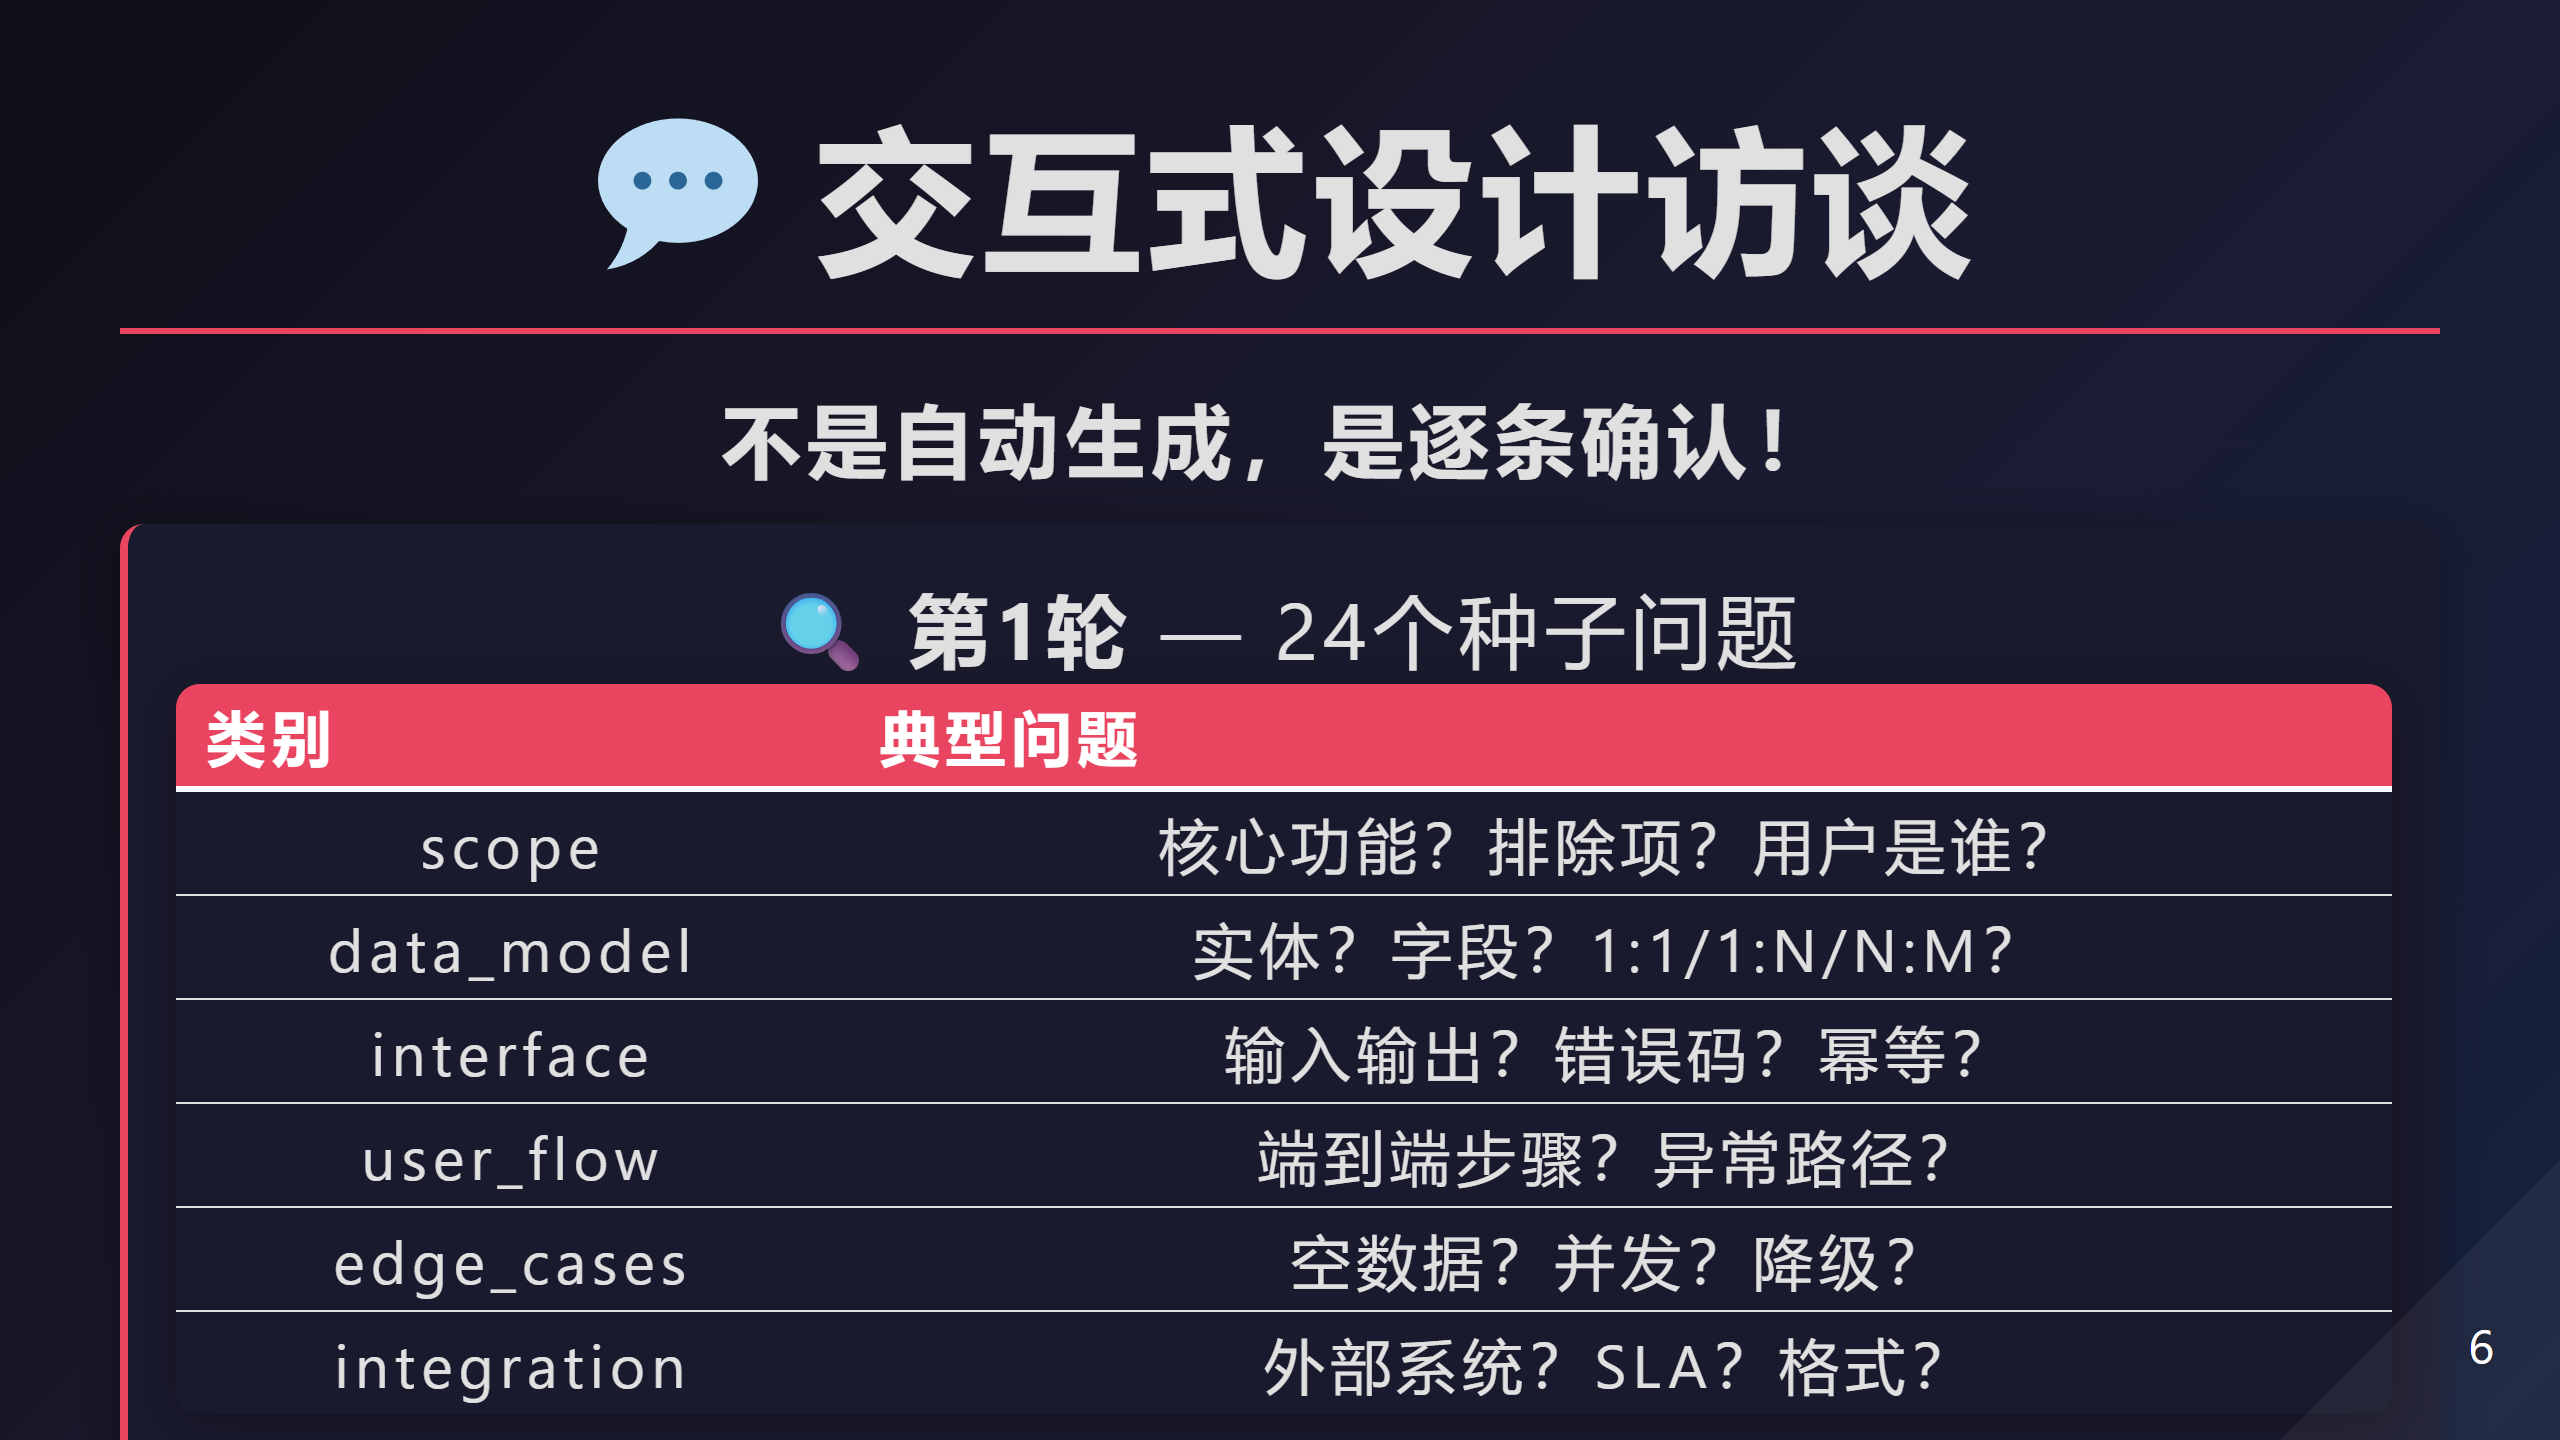 交互式设计访谈
不是自动生成，是逐条确认！
第1轮 — 24个种子问题
类别 典型问题
scope 核心功能？排除项？用户是谁？
data_model 实体？字段？1:1/1:N/N:M？
interface 输入输出？错误码？幂等？
user_flow 端到端步骤？异常路径？
edge_cases 空数据？并发？降级？
integration 外部系统？SLA？格式？
6